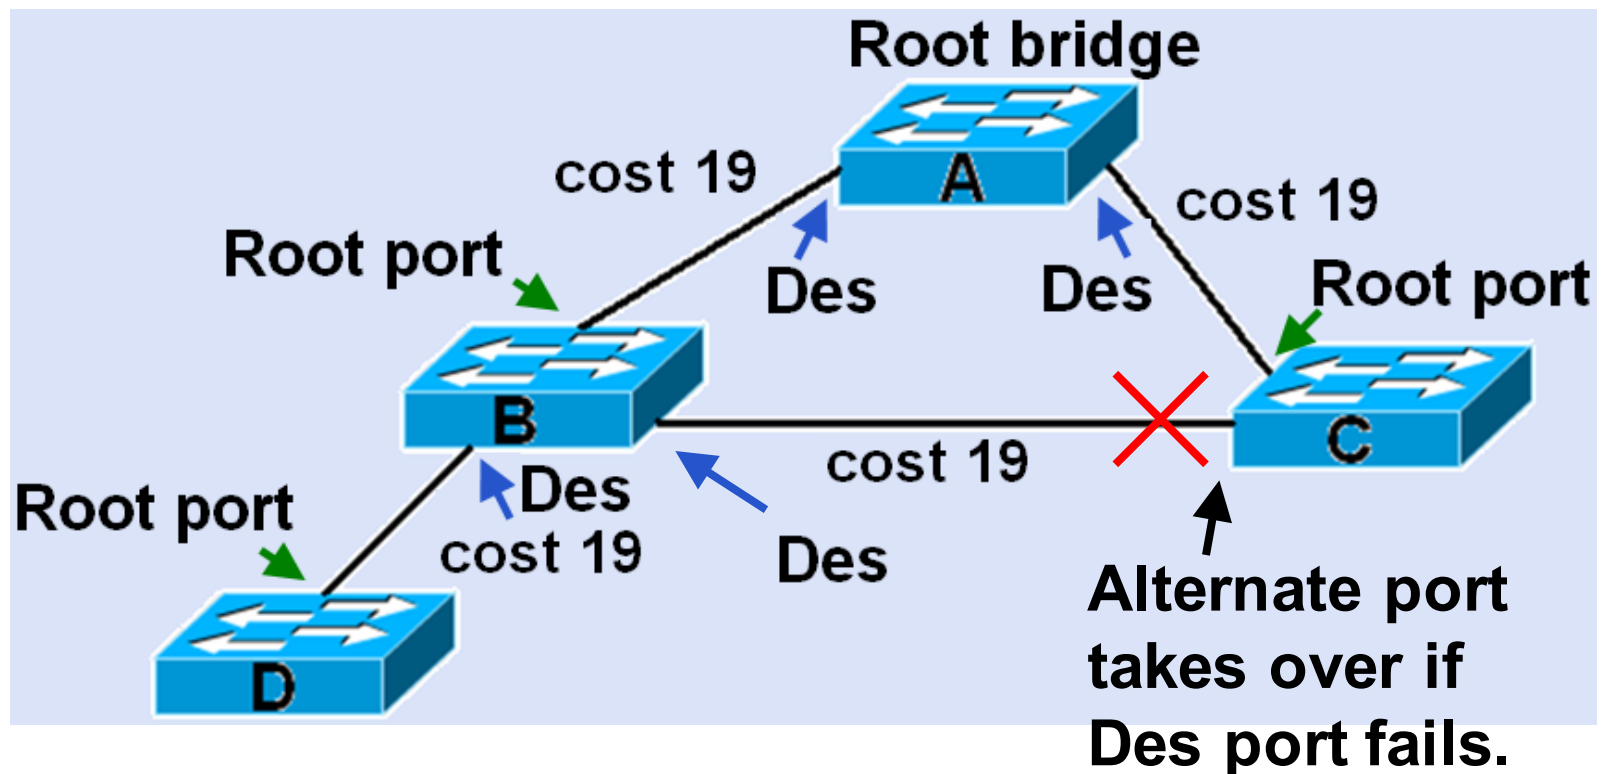 Root bridge
A
cost 19
cost 19
Root port
Des
Des
Root port
B
C
cost 19
Des
Root port
cost 19
Des
D
Alternate port
takes over if
Des port fails.